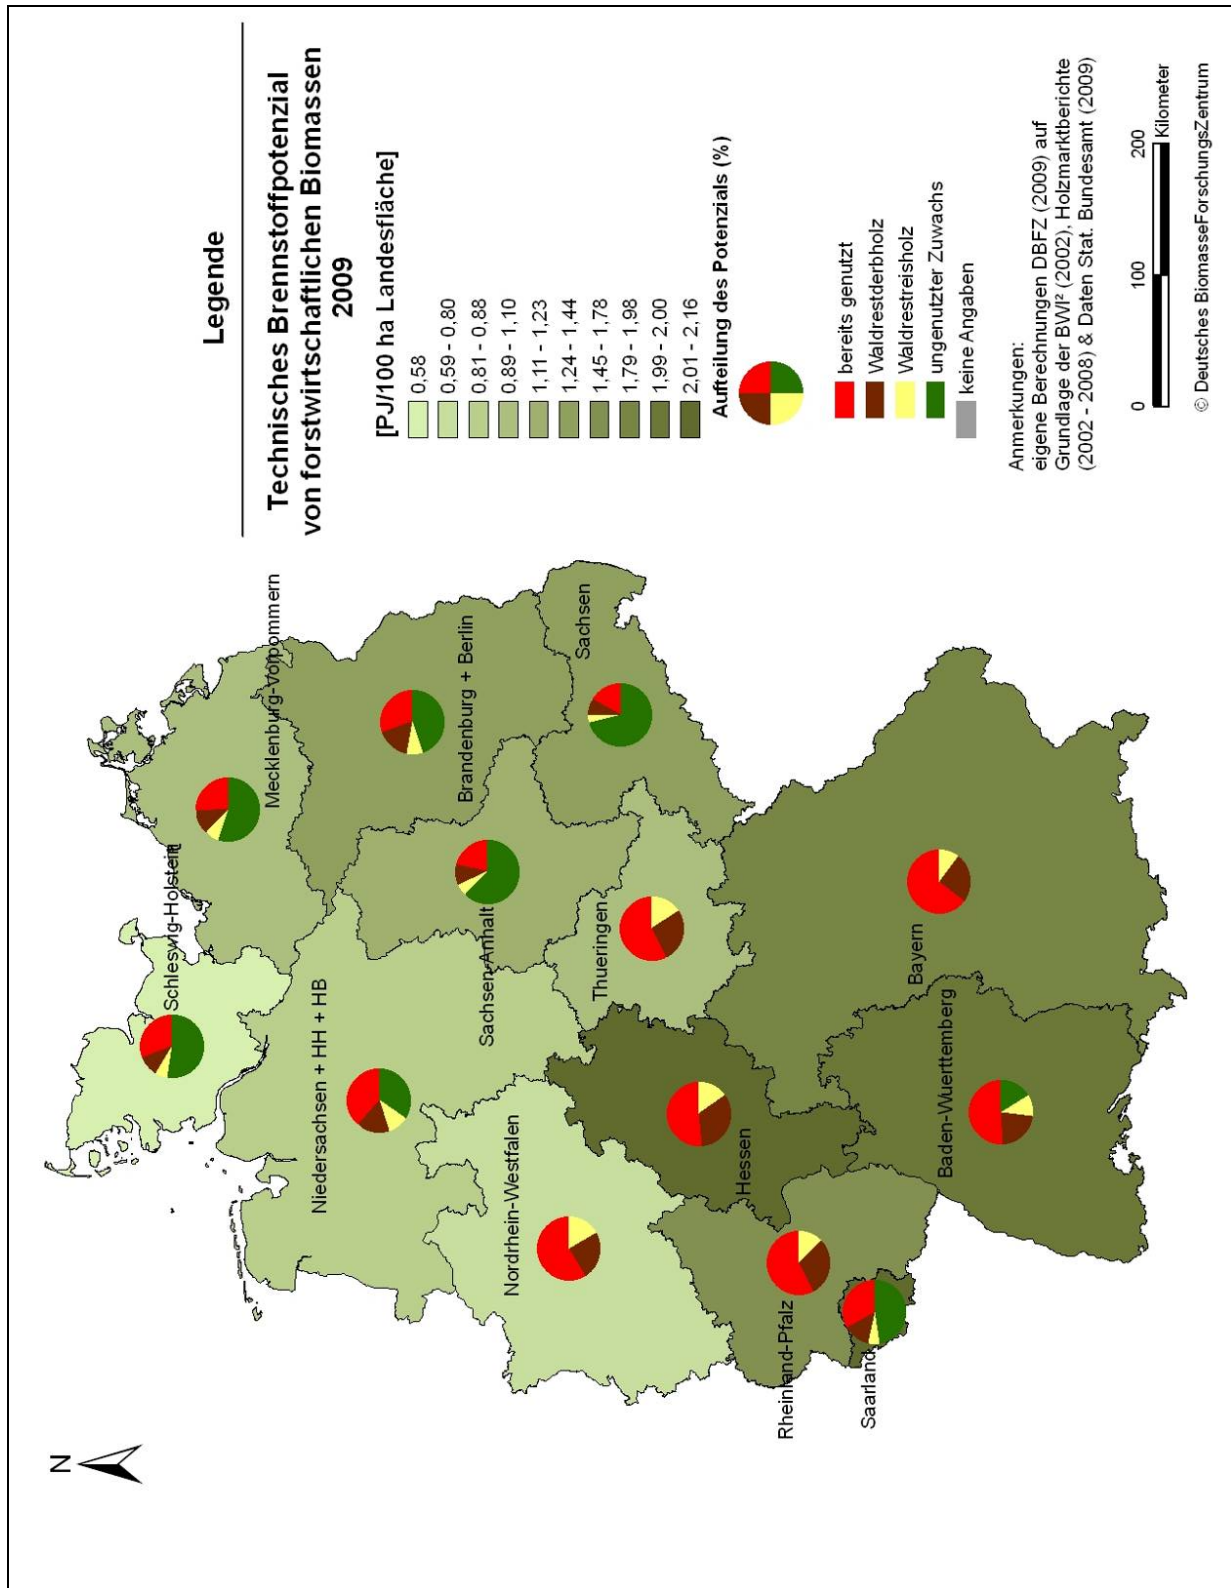 N
Schleswig-Holstein
Mecklenburg-Vorpommern
Niedersachsen + HH + HB
Brandenburg + Berlin
Sachsen-Anhalt
Nordrhein-Westfalen
Sachsen
Thueringen
Hessen
Rheinland-Pfalz
Saarland
Bayern
Baden-Wuerttemberg
Legende
Technisches Brennstoffpotenzial
von forstwirtschaftlichen Biomassen
2009
[PJ/100 ha Landesfläche]
0,58
0,59 - 0,80
0,81 - 0,88
0,89 - 1,10
1,11 - 1,23
1,24 - 1,44
1,45 - 1,78
1,79 - 1,98
1,99 - 2,00
2,01 - 2,16
Aufteilung des Potenzials (%)
bereits genutzt
Waldrestderbholz
Waldrestreisholz
ungenutzter Zuwachs
keine Angaben
Anmerkungen:
eigene Berechnungen DBFZ (2009) auf
Grundlage der BWI² (2002), Holzmarktberichte
(2002 - 2008) & Daten Stat. Bundesamt (2009)
0 100 200
Kilometer
© Deutsches BiomasseForschungsZentrum